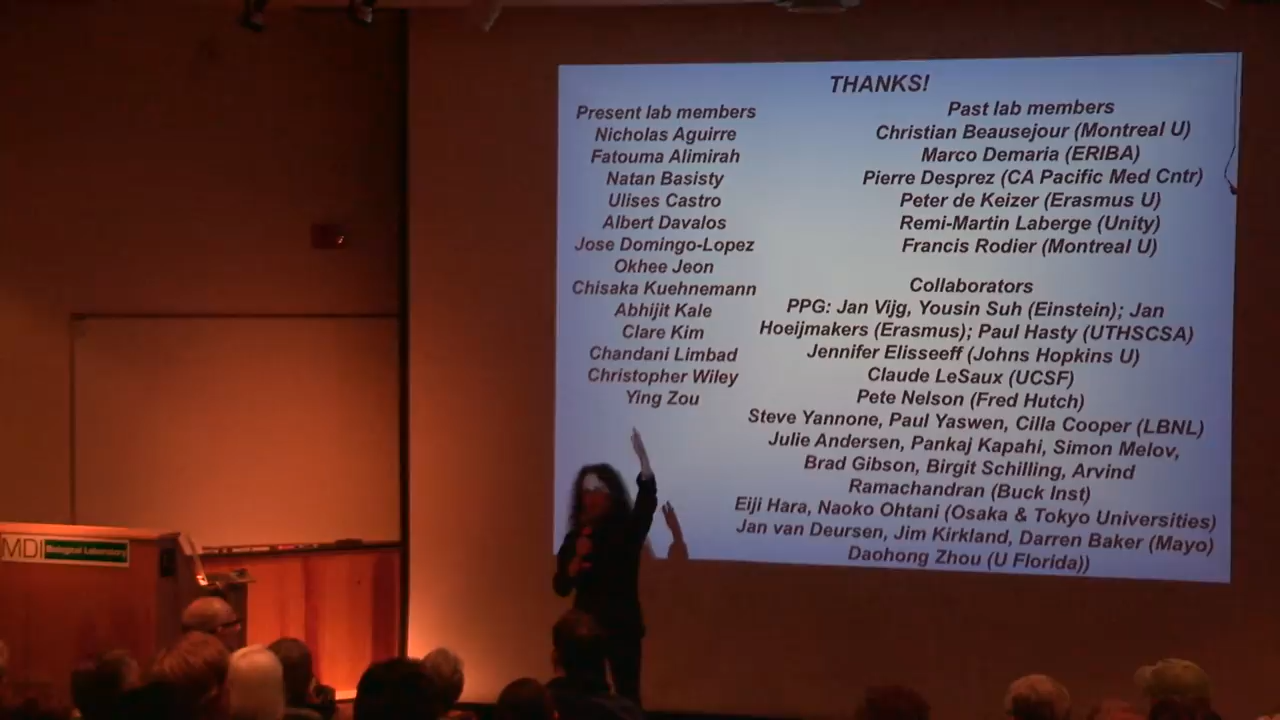 THANKS!
Present lab members
Nicholas Aguirre
Fatouma Alimirah
Natan Basisty
Ulises Castro
Albert Davalos
Jose Domingo-Lopez
Okhee Jeon
Chisaka Kuehnemann
Abhijit Kale
Clare Kim
Chandani Limbad
Christopher Wiley
Ying Zou
Past lab members
Christian Beausejour (Montreal U)
Marco Demaria (ERIBA)
Pierre Desprez (CA Pacific Med Cntr)
Peter de Keizer (Erasmus U)
Remi-Martin Laberge (Unity)
Francis Rodier (Montreal U)
Collaborators
PPG: Jan Vijg, Yousin Suh (Einstein); Jan
Hoeijmakers (Erasmus); Paul Hasty (UTHSCSA)
Jennifer Elisseeff (Johns Hopkins U)
Claude LeSaux (UCSF)
Pete Nelson (Fred Hutch)
Steve Yannone, Paul Yaswen, Cilla Cooper (LBNL)
Julie Andersen, Pankaj Kapahi, Simon Melov,
Brad Gibson, Birgit Schilling, Arvind
Ramachandran (Buck Inst)
Eiji Hara, Naoko Ohtani (Osaka & Tokyo Universities)
Jan van Deursen, Jim Kirkland, Darren Baker (Mayo)
Daohong Zhou (U Florida))
MDI Biological Laboratory